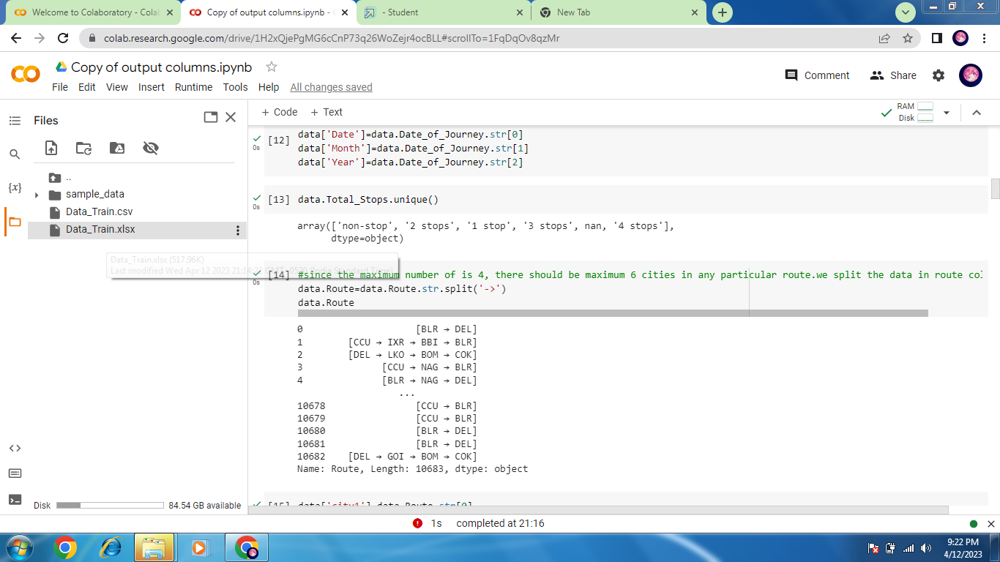 Welcome to Colaboratory - Cola
Copy of output columns.ipynb - C
- Student
New Tab
colab.research.google.com/drive/1H2xQjePgMG6cCnP73q26WoZejr4ocBLL#scrollTo=1FqDqOv8qzMr
Copy of output columns.ipynb
File Edit View Insert Runtime Tools Help All changes saved
Comment
Share
Files
+ Code + Text
RAM
Disk
..
sample_data
Data_Train.csv
Data_Train.xlsx
Data_Train.xlsx (517.96K)
Last modified Wed Apr 12 2023
[12] data['Date']=data.Date_of_Journey.str[0]
0s
data['Month']=data.Date_of_Journey.str[1]
data['Year']=data.Date_of_Journey.str[2]
[13] data.Total_Stops.unique()
0s
array(['non-stop', '2 stops', '1 stop', '3 stops', nan, '4 stops'],
dtype=object)
[14] #since the maximum number of is 4, there should be maximum 6 cities in any particular route.we split the data in route col
0s
data.Route=data.Route.str.split('->')
data.Route
0 [BLR → DEL]
1 [CCU → IXR → BBI → BLR]
2 [DEL → LKO → BOM → COK]
3 [CCU → NAG → BLR]
4 [BLR → NAG → DEL]
...
10678 [CCU → BLR]
10679 [CCU → BLR]
10680 [BLR → DEL]
10681 [BLR → DEL]
10682 [DEL → GOI → BOM → COK]
Name: Route, Length: 10683, dtype: object
[15] data['city1'] data.Route.str[0]
Disk 84.54 GB available
1s completed at 21:16
9:22 PM
4/12/2023